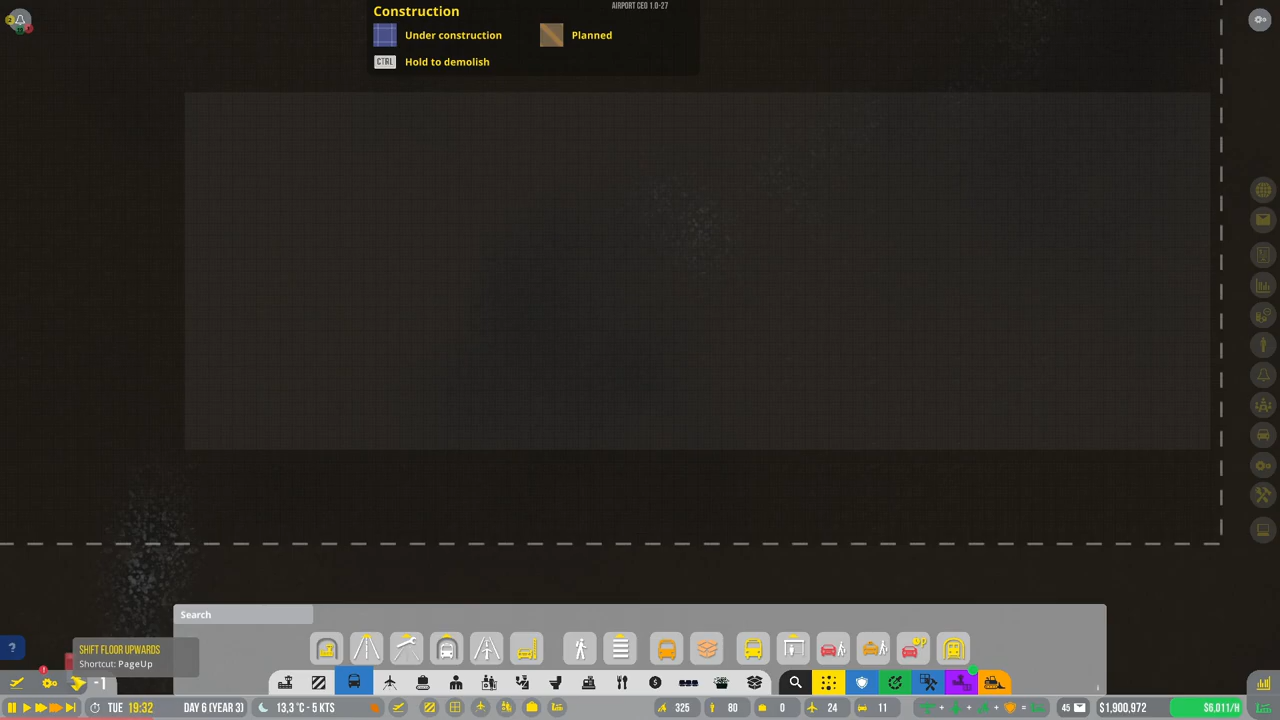 AIRPORT CEO 1.0-27
Construction
Under construction
Planned
CTRL
Hold to demolish
Search
SHIFT FLOOR UPWARDS
Shortcut: PageUp
UP
?
-1
TUE 19:32
DAY 6 (YEAR 3)
13,3 °C - 5 KTS
325
80
0
24
11
45
$1,900,972
$6,011/H